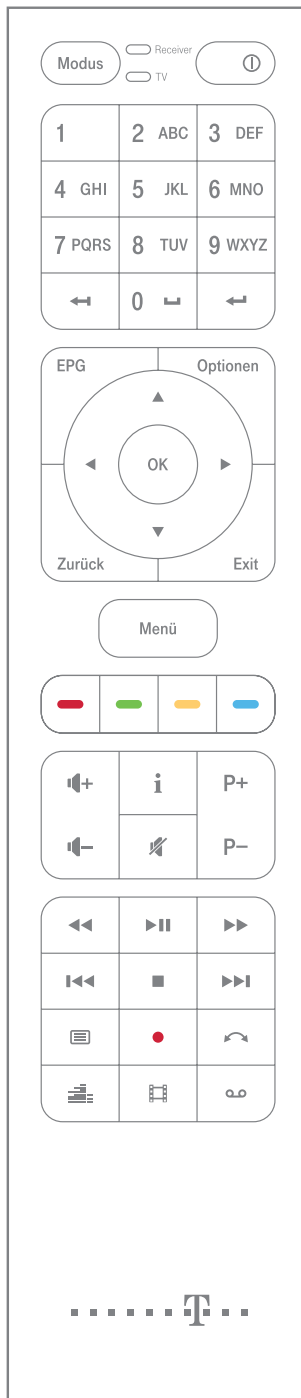 Modus
Receiver
TV
1
2 ABC
3 DEF
4 GHI
5 JKL
6 MNO
7 PQRS
8 TUV
9 WXYZ
0
EPG
Optionen
OK
Zurück
Exit
Menü
+
i
P+
–
P–
T